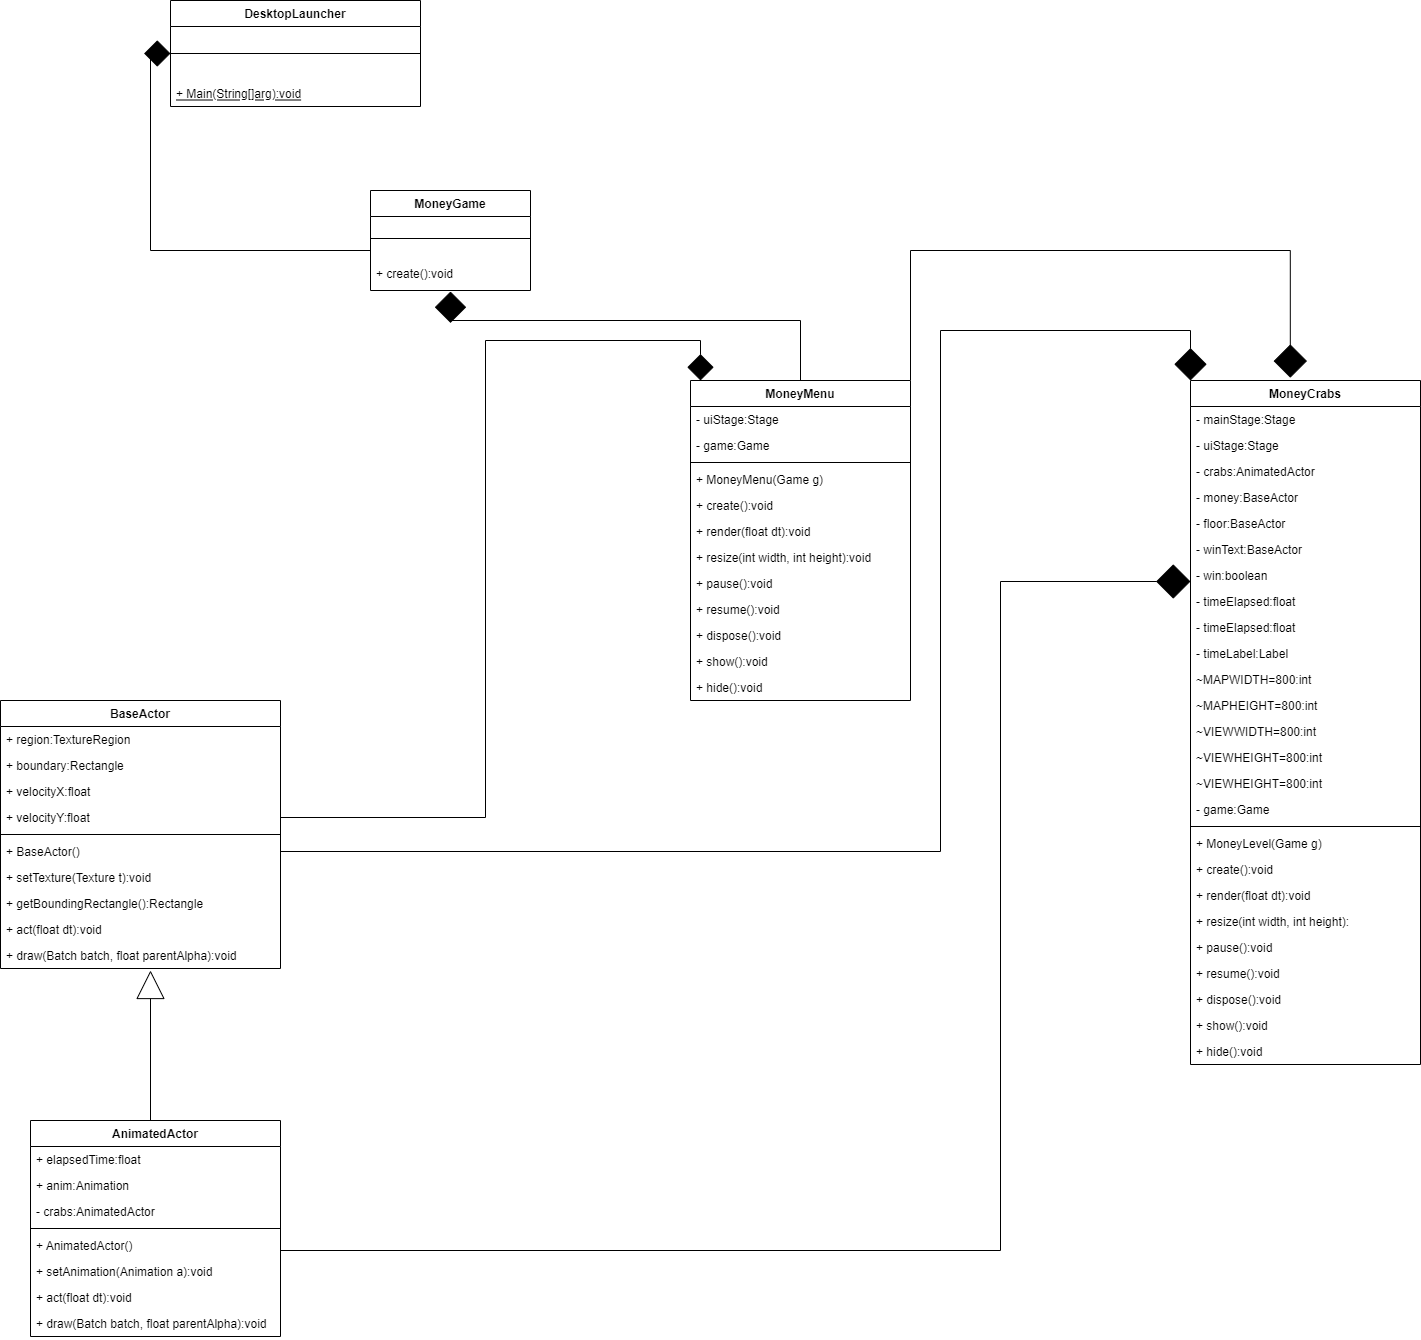 DesktopLauncher
+ Main(String[]arg):void
MoneyGame
+ create():void
MoneyMenu
- uiStage:Stage
- game:Game
+ MoneyMenu(Game g)
+ create():void
+ render(float dt):void
+ resize(int width, int height):void
+ pause():void
+ resume():void
+ dispose():void
+ show():void
+ hide():void
MoneyCrabs
- mainStage:Stage
- uiStage:Stage
- crabs:AnimatedActor
- money:BaseActor
- floor:BaseActor
- winText:BaseActor
- win:boolean
- timeElapsed:float
- timeElapsed:float
- timeLabel:Label
~MAPWIDTH=800:int
~MAPHEIGHT=800:int
~VIEWWIDTH=800:int
~VIEWHEIGHT=800:int
~VIEWHEIGHT=800:int
- game:Game
+ MoneyLevel(Game g)
+ create():void
+ render(float dt):void
+ resize(int width, int height):
+ pause():void
+ resume():void
+ dispose():void
+ show():void
+ hide():void
BaseActor
+ region:TextureRegion
+ boundary:Rectangle
+ velocityX:float
+ velocityY:float
+ BaseActor()
+ setTexture(Texture t):void
+ getBoundingRectangle():Rectangle
+ act(float dt):void
+ draw(Batch batch, float parentAlpha):void
AnimatedActor
+ elapsedTime:float
+ anim:Animation
- crabs:AnimatedActor
+ AnimatedActor()
+ setAnimation(Animation a):void
+ act(float dt):void
+ draw(Batch batch, float parentAlpha):void